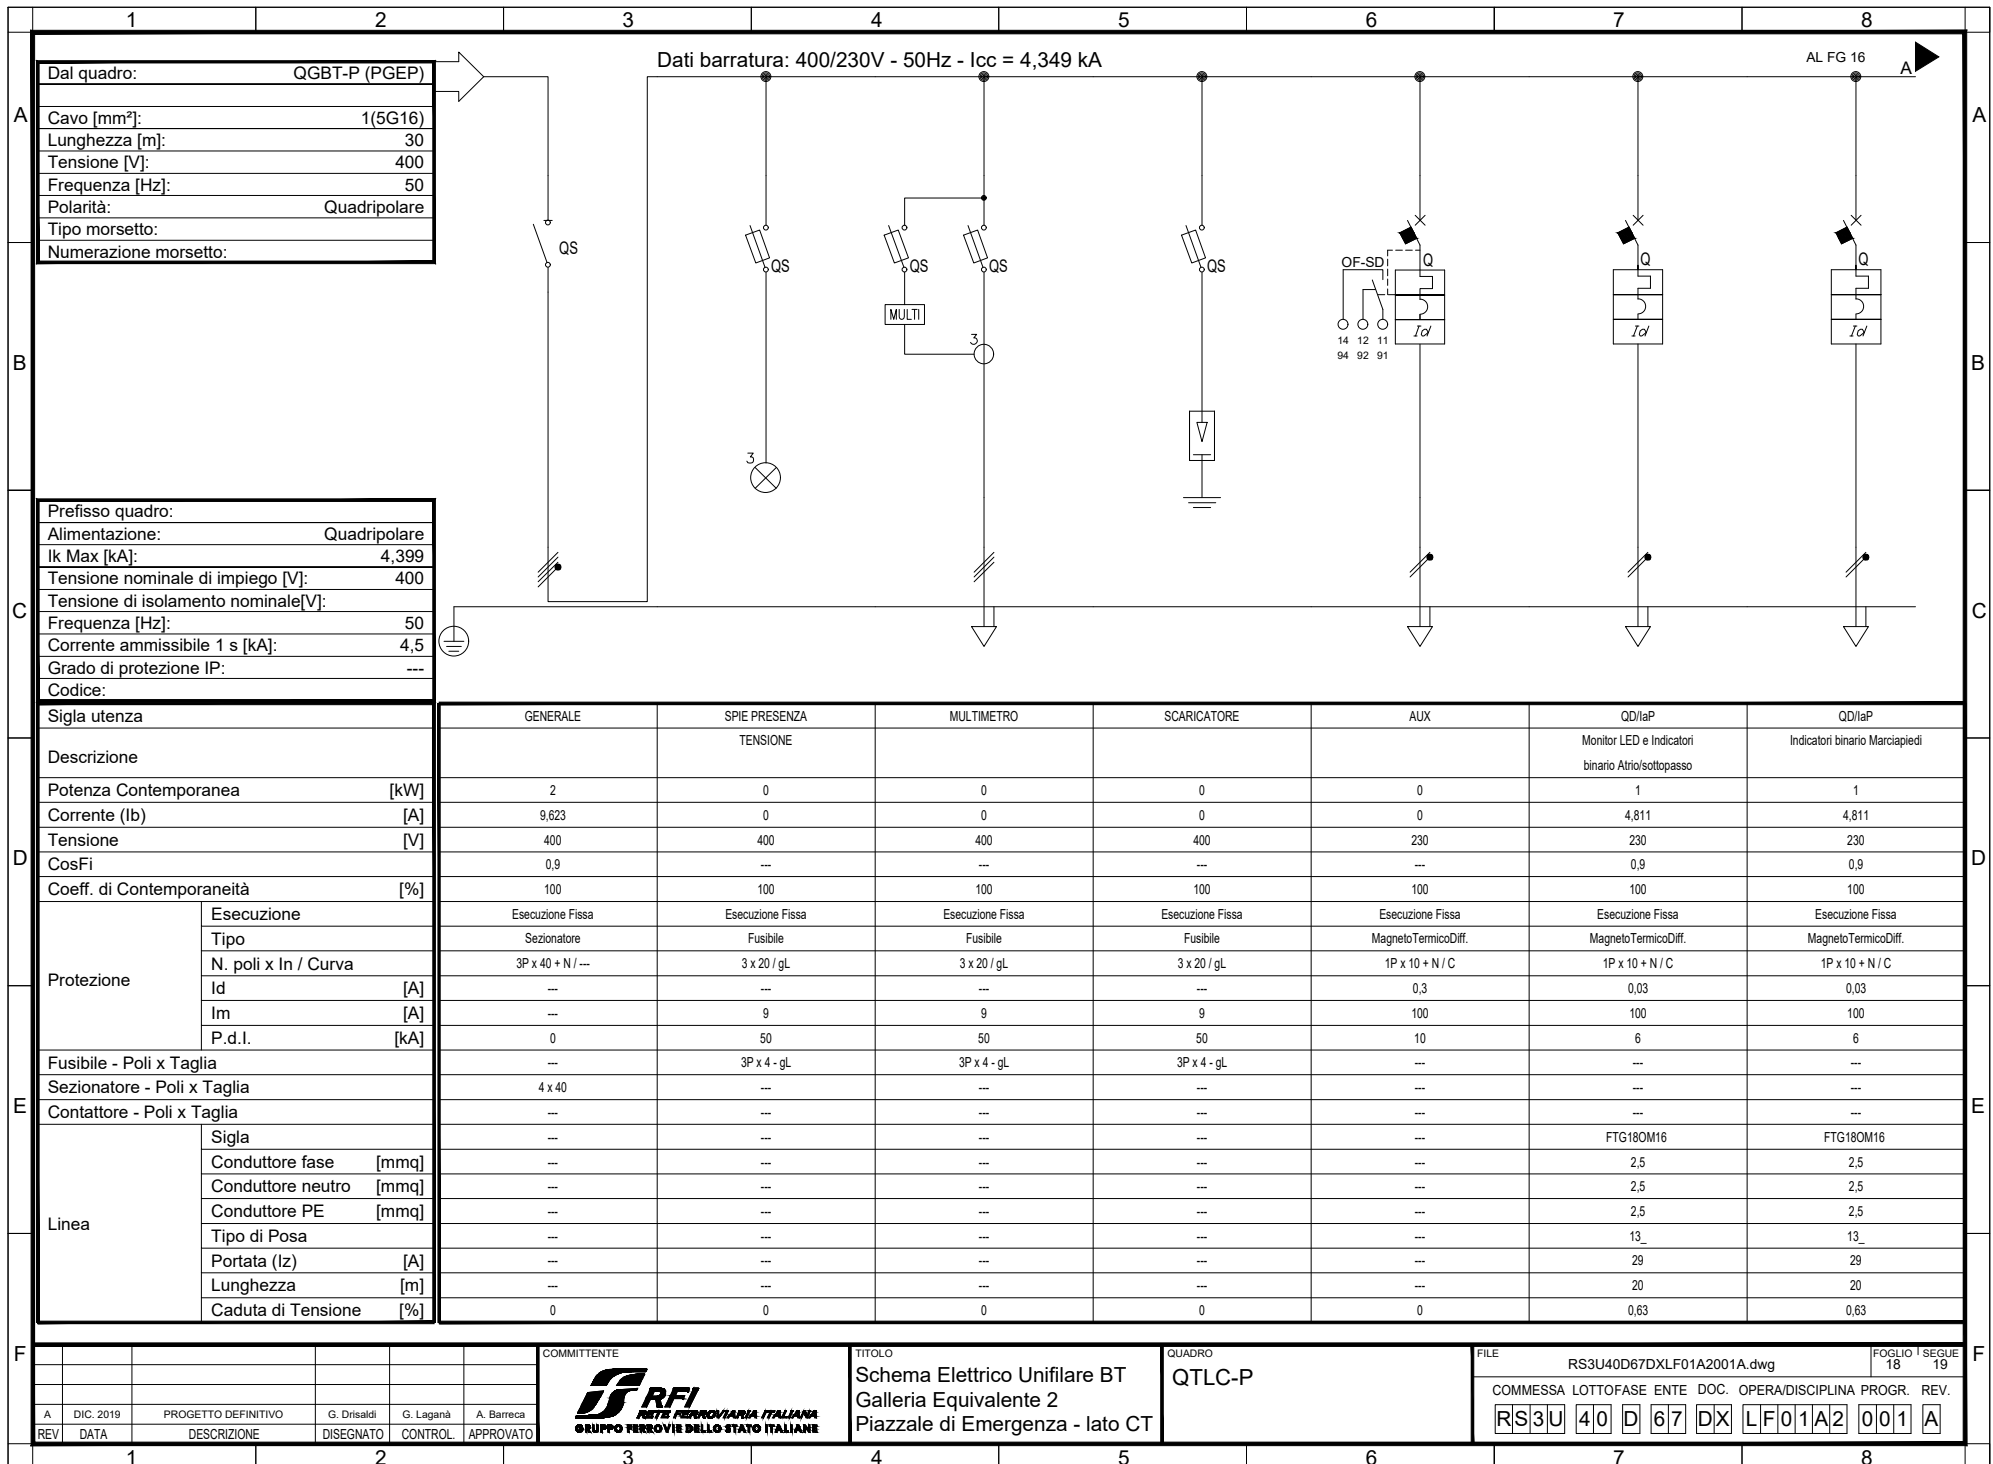 1 2 3 4 5 6 7 8
Dati barratura: 400/230V - 50Hz - Icc = 4,349 kA
AL FG 16
A
Dal quadro: QGBT-P (PGEP)
Cavo [mm²]: 1(5G16)
Lunghezza [m]: 30
Tensione [V]: 400
Frequenza [Hz]: 50
Polarità: Quadripolare
Tipo morsetto:
Numerazione morsetto:
A A
QS
QS
QS QS
QS
OF-SD Q
Q
Q
MULTI
3
Id
Id
Id
14 12 11
94 92 91
B B
3
Prefisso quadro:
Alimentazione: Quadripolare
Ik Max [kA]: 4,399
Tensione nominale di impiego [V]: 400
Tensione di isolamento nominale[V]:
Frequenza [Hz]: 50
Corrente ammissibile 1 s [kA]: 4,5
Grado di protezione IP: ---
Codice:
C C
Sigla utenza GENERALE SPIE PRESENZA MULTIMETRO SCARICATORE AUX QD/IaP QD/IaP
Descrizione TENSIONE Monitor LED e Indicatori Indicatori binario Marciapiedi
binario Atrio/sottopasso
Potenza Contemporanea [kW] 2 0 0 0 0 1 1
Corrente (Ib) [A] 9,623 0 0 0 0 4,811 4,811
Tensione [V] 400 400 400 400 230 230 230
CosFi 0,9 --- --- --- --- 0,9 0,9
Coeff. di Contemporaneità [%] 100 100 100 100 100 100 100
D D
Protezione
Esecuzione Esecuzione Fissa Esecuzione Fissa Esecuzione Fissa Esecuzione Fissa Esecuzione Fissa Esecuzione Fissa Esecuzione Fissa
Tipo Sezionatore Fusibile Fusibile Fusibile MagnetoTermicoDiff. MagnetoTermicoDiff. MagnetoTermicoDiff.
N. poli x In / Curva 3P x 40 + N / --- 3 x 20 / gL 3 x 20 / gL 3 x 20 / gL 1P x 10 + N / C 1P x 10 + N / C 1P x 10 + N / C
Id [A] --- --- --- --- 0,3 0,03 0,03
Im [A] --- 9 9 9 100 100 100
P.d.I. [kA] 0 50 50 50 10 6 6
Fusibile - Poli x Taglia --- 3P x 4 - gL 3P x 4 - gL 3P x 4 - gL --- --- ---
Sezionatore - Poli x Taglia 4 x 40 --- --- --- --- --- ---
Contattore - Poli x Taglia --- --- --- --- --- --- ---
E E
Linea
Sigla --- --- --- --- --- FTG18OM16 FTG18OM16
Conduttore fase [mmq] --- --- --- --- --- 2,5 2,5
Conduttore neutro [mmq] --- --- --- --- --- 2,5 2,5
Conduttore PE [mmq] --- --- --- --- --- 2,5 2,5
Tipo di Posa --- --- --- --- --- 13_ 13_
Portata (Iz) [A] --- --- --- --- --- 29 29
Lunghezza [m] --- --- --- --- --- 20 20
Caduta di Tensione [%] 0 0 0 0 0 0,63 0,63
F F
A DIC. 2019 PROGETTO DEFINITIVO G. Drisaldi G. Laganà A. Barreca
REV DATA DESCRIZIONE DISEGNATO CONTROL. APPROVATO
COMMITTENTE
RFI
RETE FERROVIARIA ITALIANA
GRUPPO FERROVIE DELLO STATO ITALIANE
TITOLO
Schema Elettrico Unifilare BT
Galleria Equivalente 2
Piazzale di Emergenza - lato CT
QUADRO
QTLC-P
FILE
RS3U40D67DXLF01A2001A.dwg
FOGLIO SEGUE
18 19
COMMESSA LOTTO FASE ENTE DOC. OPERA/DISCIPLINA PROGR. REV.
RS3U 40 D 67 DX LF01A2 001 A
1 2 3 4 5 6 7 8